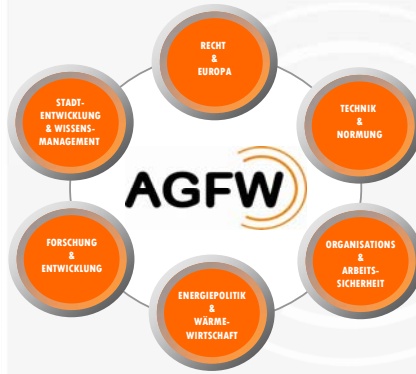 RECHT
&
EUROPA
STADT-
ENTWICKLUNG
& WISSENS-
MANAGEMENT
TECHNIK
&
NORMUNG
AGFW
FORSCHUNG
&
ENTWICKLUNG
ORGANISATIONS
&
ARBEITS-
SICHERHEIT
ENERGIEPOLITIK
&
WÄRME-
WIRTSCHAFT